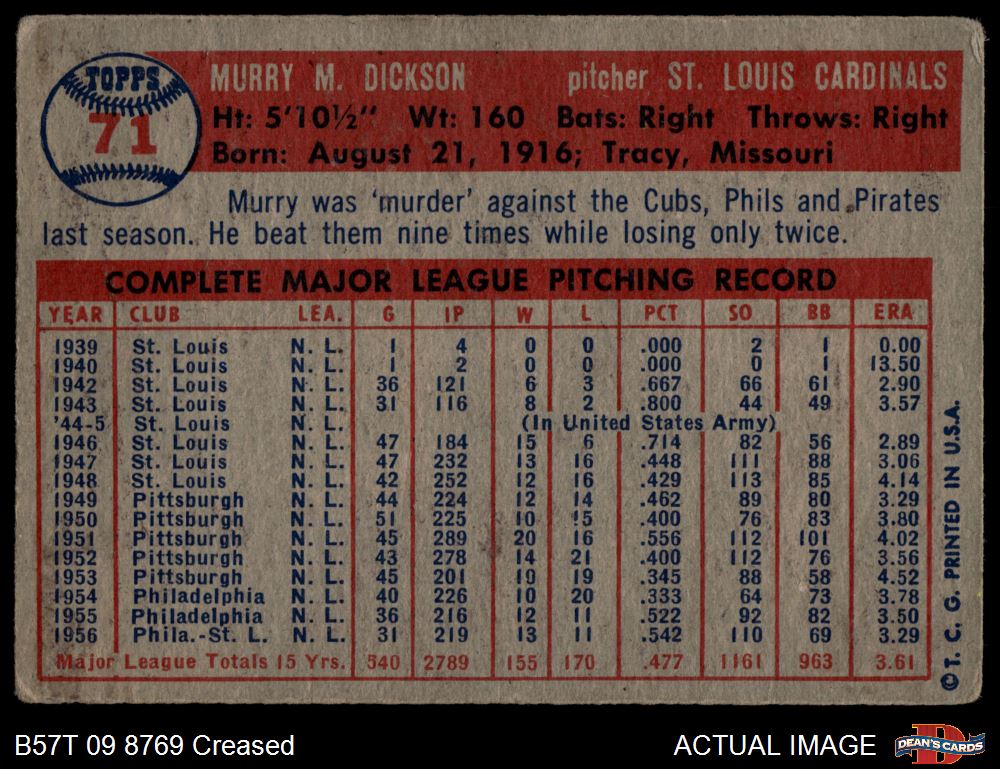 TOPPS
71
MURRY M. DICKSON pitcher ST. LOUIS CARDINALS
Ht: 5'10½" Wt: 160 Bats: Right Throws: Right
Born: August 21, 1916; Tracy, Missouri
Murry was 'murder' against the Cubs, Phils and Pirates
last season. He beat them nine times while losing only twice.
COMPLETE MAJOR LEAGUE PITCHING RECORD
YEAR CLUB LEA. G IP W L PCT SO BB ERA
1939 St. Louis N. L. 1 4 0 0 .000 2 1 0.00
1940 St. Louis N. L. 1 2 0 0 .000 0 1 13.50
1942 St. Louis N. L. 36 121 6 3 .667 66 61 2.90
1943 St. Louis N. L. 31 116 8 2 .800 44 49 3.57
'44-5 St. Louis N. L. (In United States Army)
1946 St. Louis N. L. 47 184 15 6 .714 82 56 2.89
1947 St. Louis N. L. 47 232 13 16 .448 111 88 3.06
1948 St. Louis N. L. 42 252 12 16 .429 113 85 4.14
1949 Pittsburgh N. L. 44 224 12 14 .462 89 80 3.29
1950 Pittsburgh N. L. 51 225 10 15 .400 76 83 3.80
1951 Pittsburgh N. L. 45 289 20 16 .556 112 101 4.02
1952 Pittsburgh N. L. 43 278 14 21 .400 112 76 3.56
1953 Pittsburgh N. L. 45 201 10 19 .345 88 58 4.52
1954 Philadelphia N. L. 40 226 10 20 .333 64 73 3.78
1955 Philadelphia N. L. 36 216 12 11 .522 92 82 3.50
1956 Phila.-St. L. N. L. 31 219 13 11 .542 110 69 3.29
Major League Totals 15 Yrs. 540 2789 155 170 .477 1161 963 3.61
©T. C. G. PRINTED IN U.S.A.
B57T 09 8769 Creased
ACTUAL IMAGE
DEAN'S CARDS